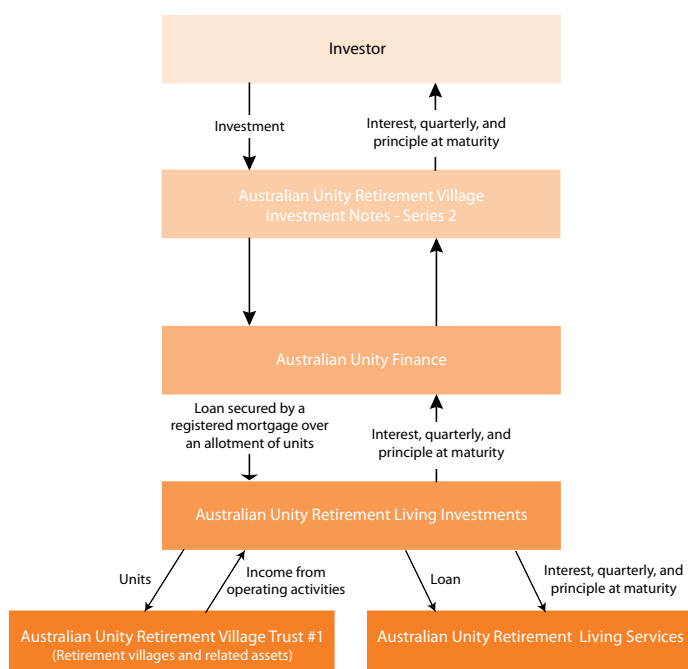 Investor
Investment
Interest, quarterly, and
principle at maturity
Australian Unity Retirement Village
Investment Notes - Series 2
Australian Unity Finance
Loan secured by a
registered mortgage over
an allotment of units
Interest, quarterly, and
principle at maturity
Australian Unity Retirement Living Investments
Units
Income from
operating activities
Loan
Interest, quarterly, and
principle at maturity
Australian Unity Retirement Village Trust #1
(Retirement villages and related assets)
Australian Unity Retirement Living Services